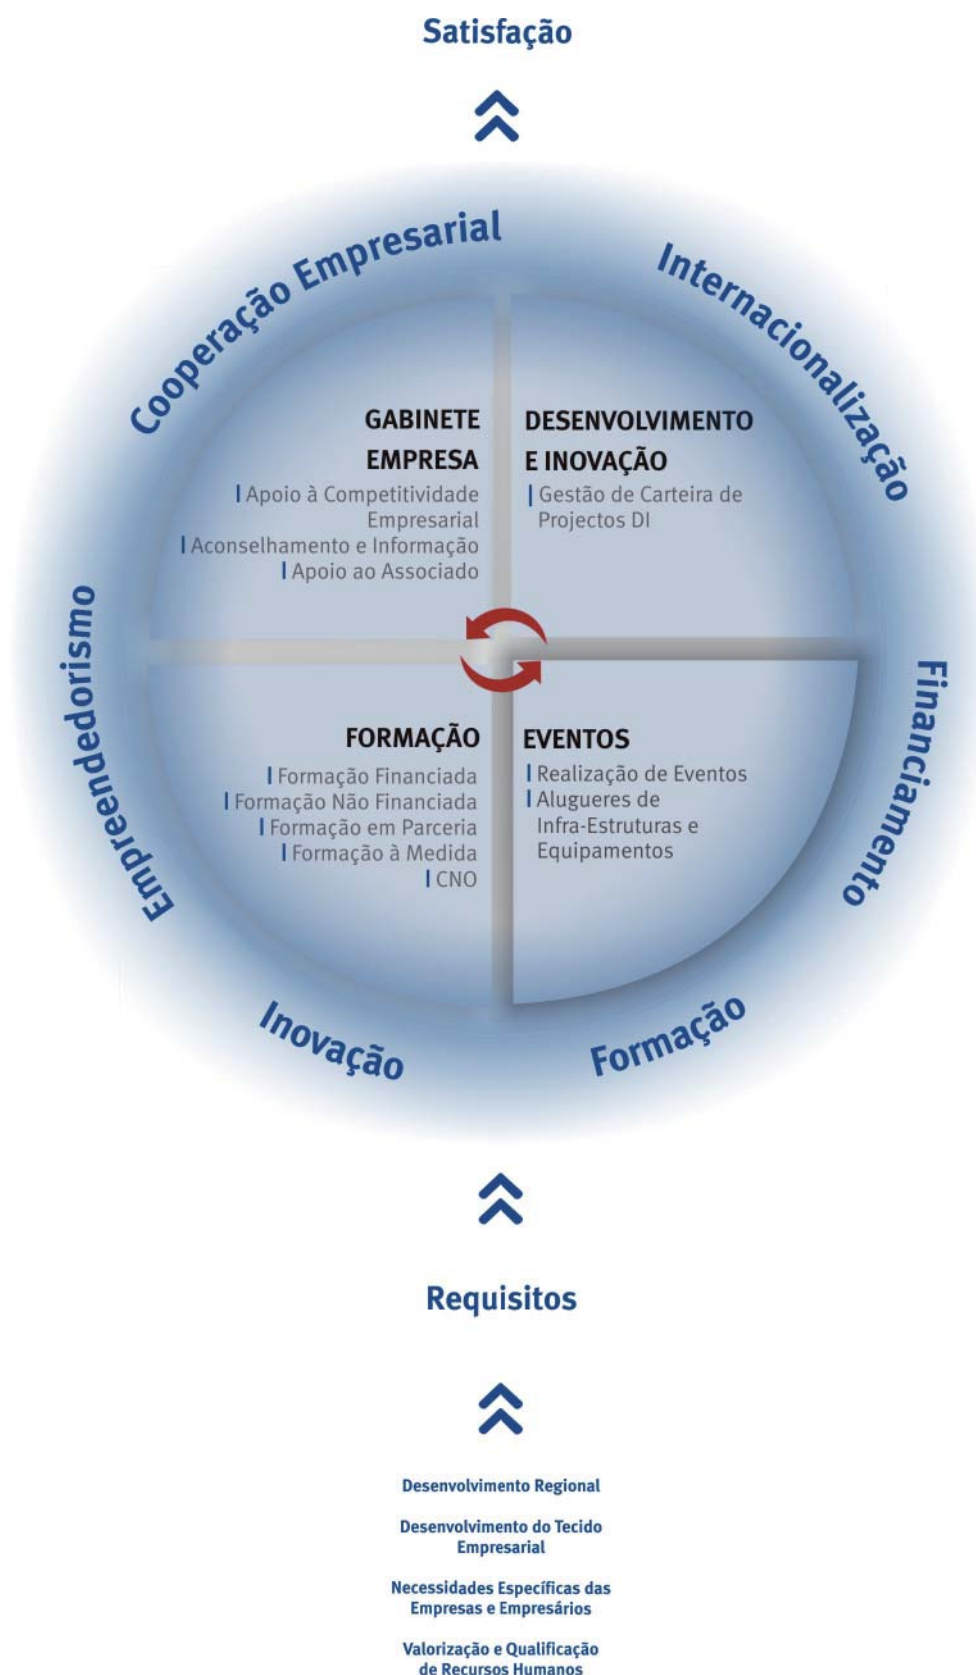 Satisfação
Cooperação Empresarial
Internacionalização
GABINETE
EMPRESA
Apoio à Competitividade
Empresarial
Aconselhamento e Informação
Apoio ao Associado
DESENVOLVIMENTO
E INOVAÇÃO
Gestão de Carteira de
Projectos DI
Empreendedorismo
Financiamento
FORMAÇÃO
Formação Financiada
Formação Não Financiada
Formação em Parceria
Formação à Medida
CNO
EVENTOS
Realização de Eventos
Alugueres de
Infra-Estruturas e
Equipamentos
Inovação
Formação
Requisitos
Desenvolvimento Regional
Desenvolvimento do Tecido
Empresarial
Necessidades Específicas das
Empresas e Empresários
Valorização e Qualificação
de Recursos Humanos